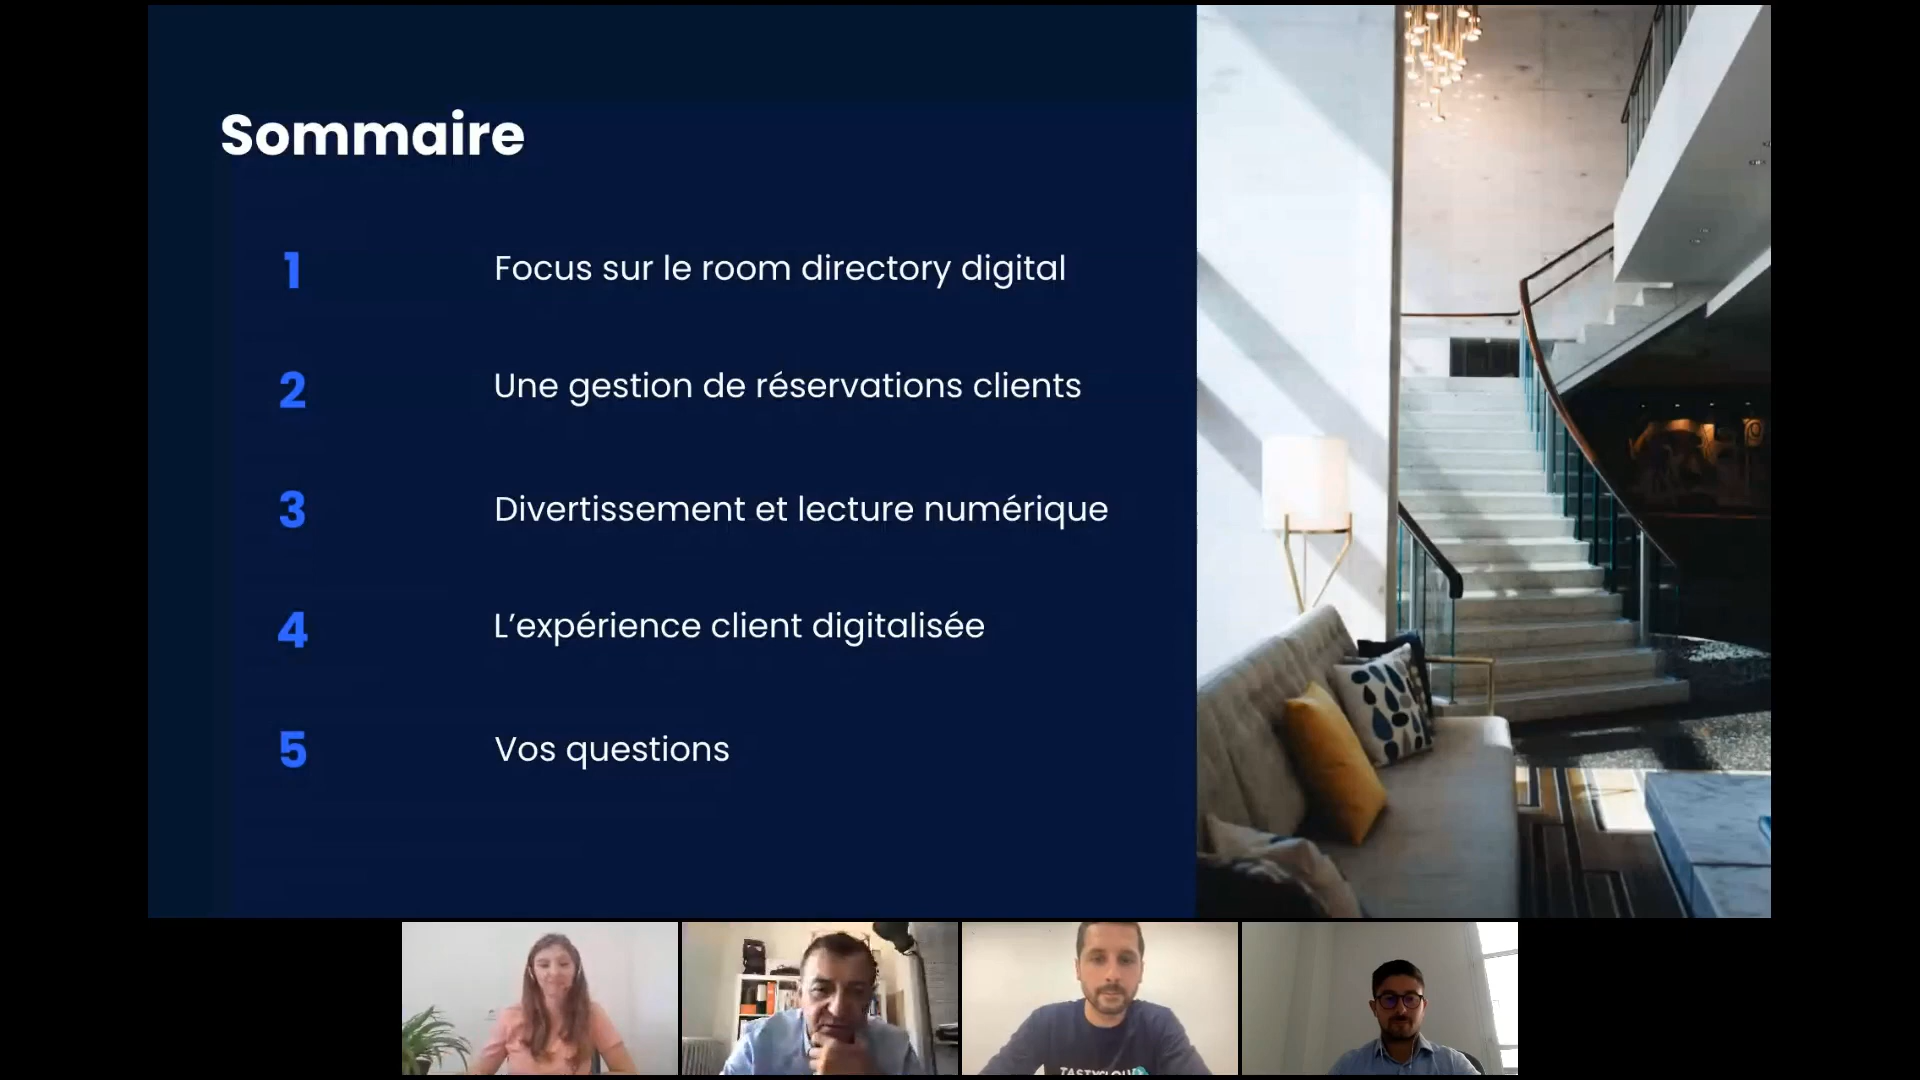 Sommaire
1 Focus sur le room directory digital
2 Une gestion de réservations clients
3 Divertissement et lecture numérique
4 L’expérience client digitalisée
5 Vos questions
TASTYCLOUD